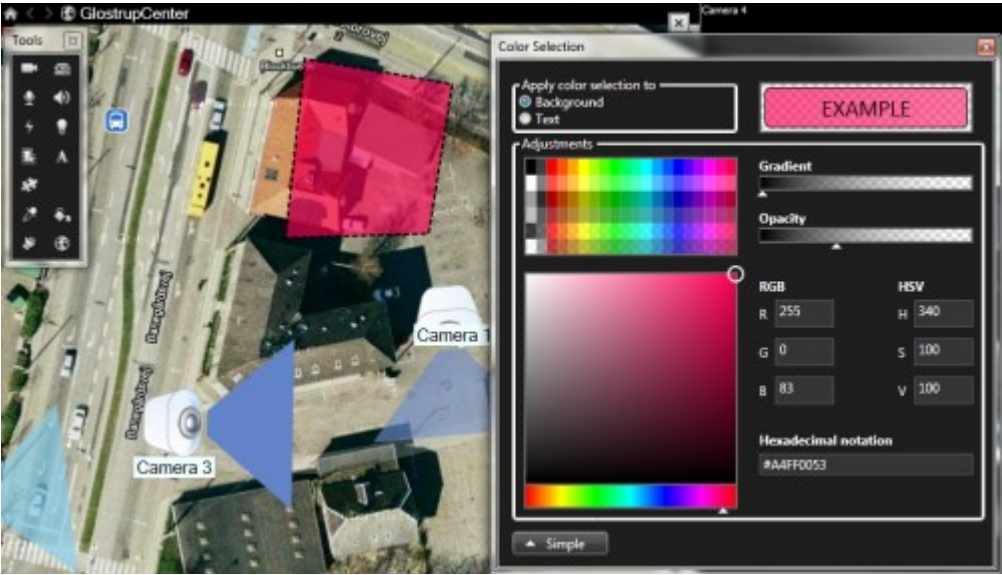 GlostrupCenter
Camera 4
Tools
A
Camera 1
Camera 3
Color Selection
Apply color selection to
Background
Text
EXAMPLE
Adjustments
Gradient
Opacity
RGB
HSV
R 255
H 340
G 0
S 100
B 83
V 100
Hexadecimal notation
#A4FF0053
Simple